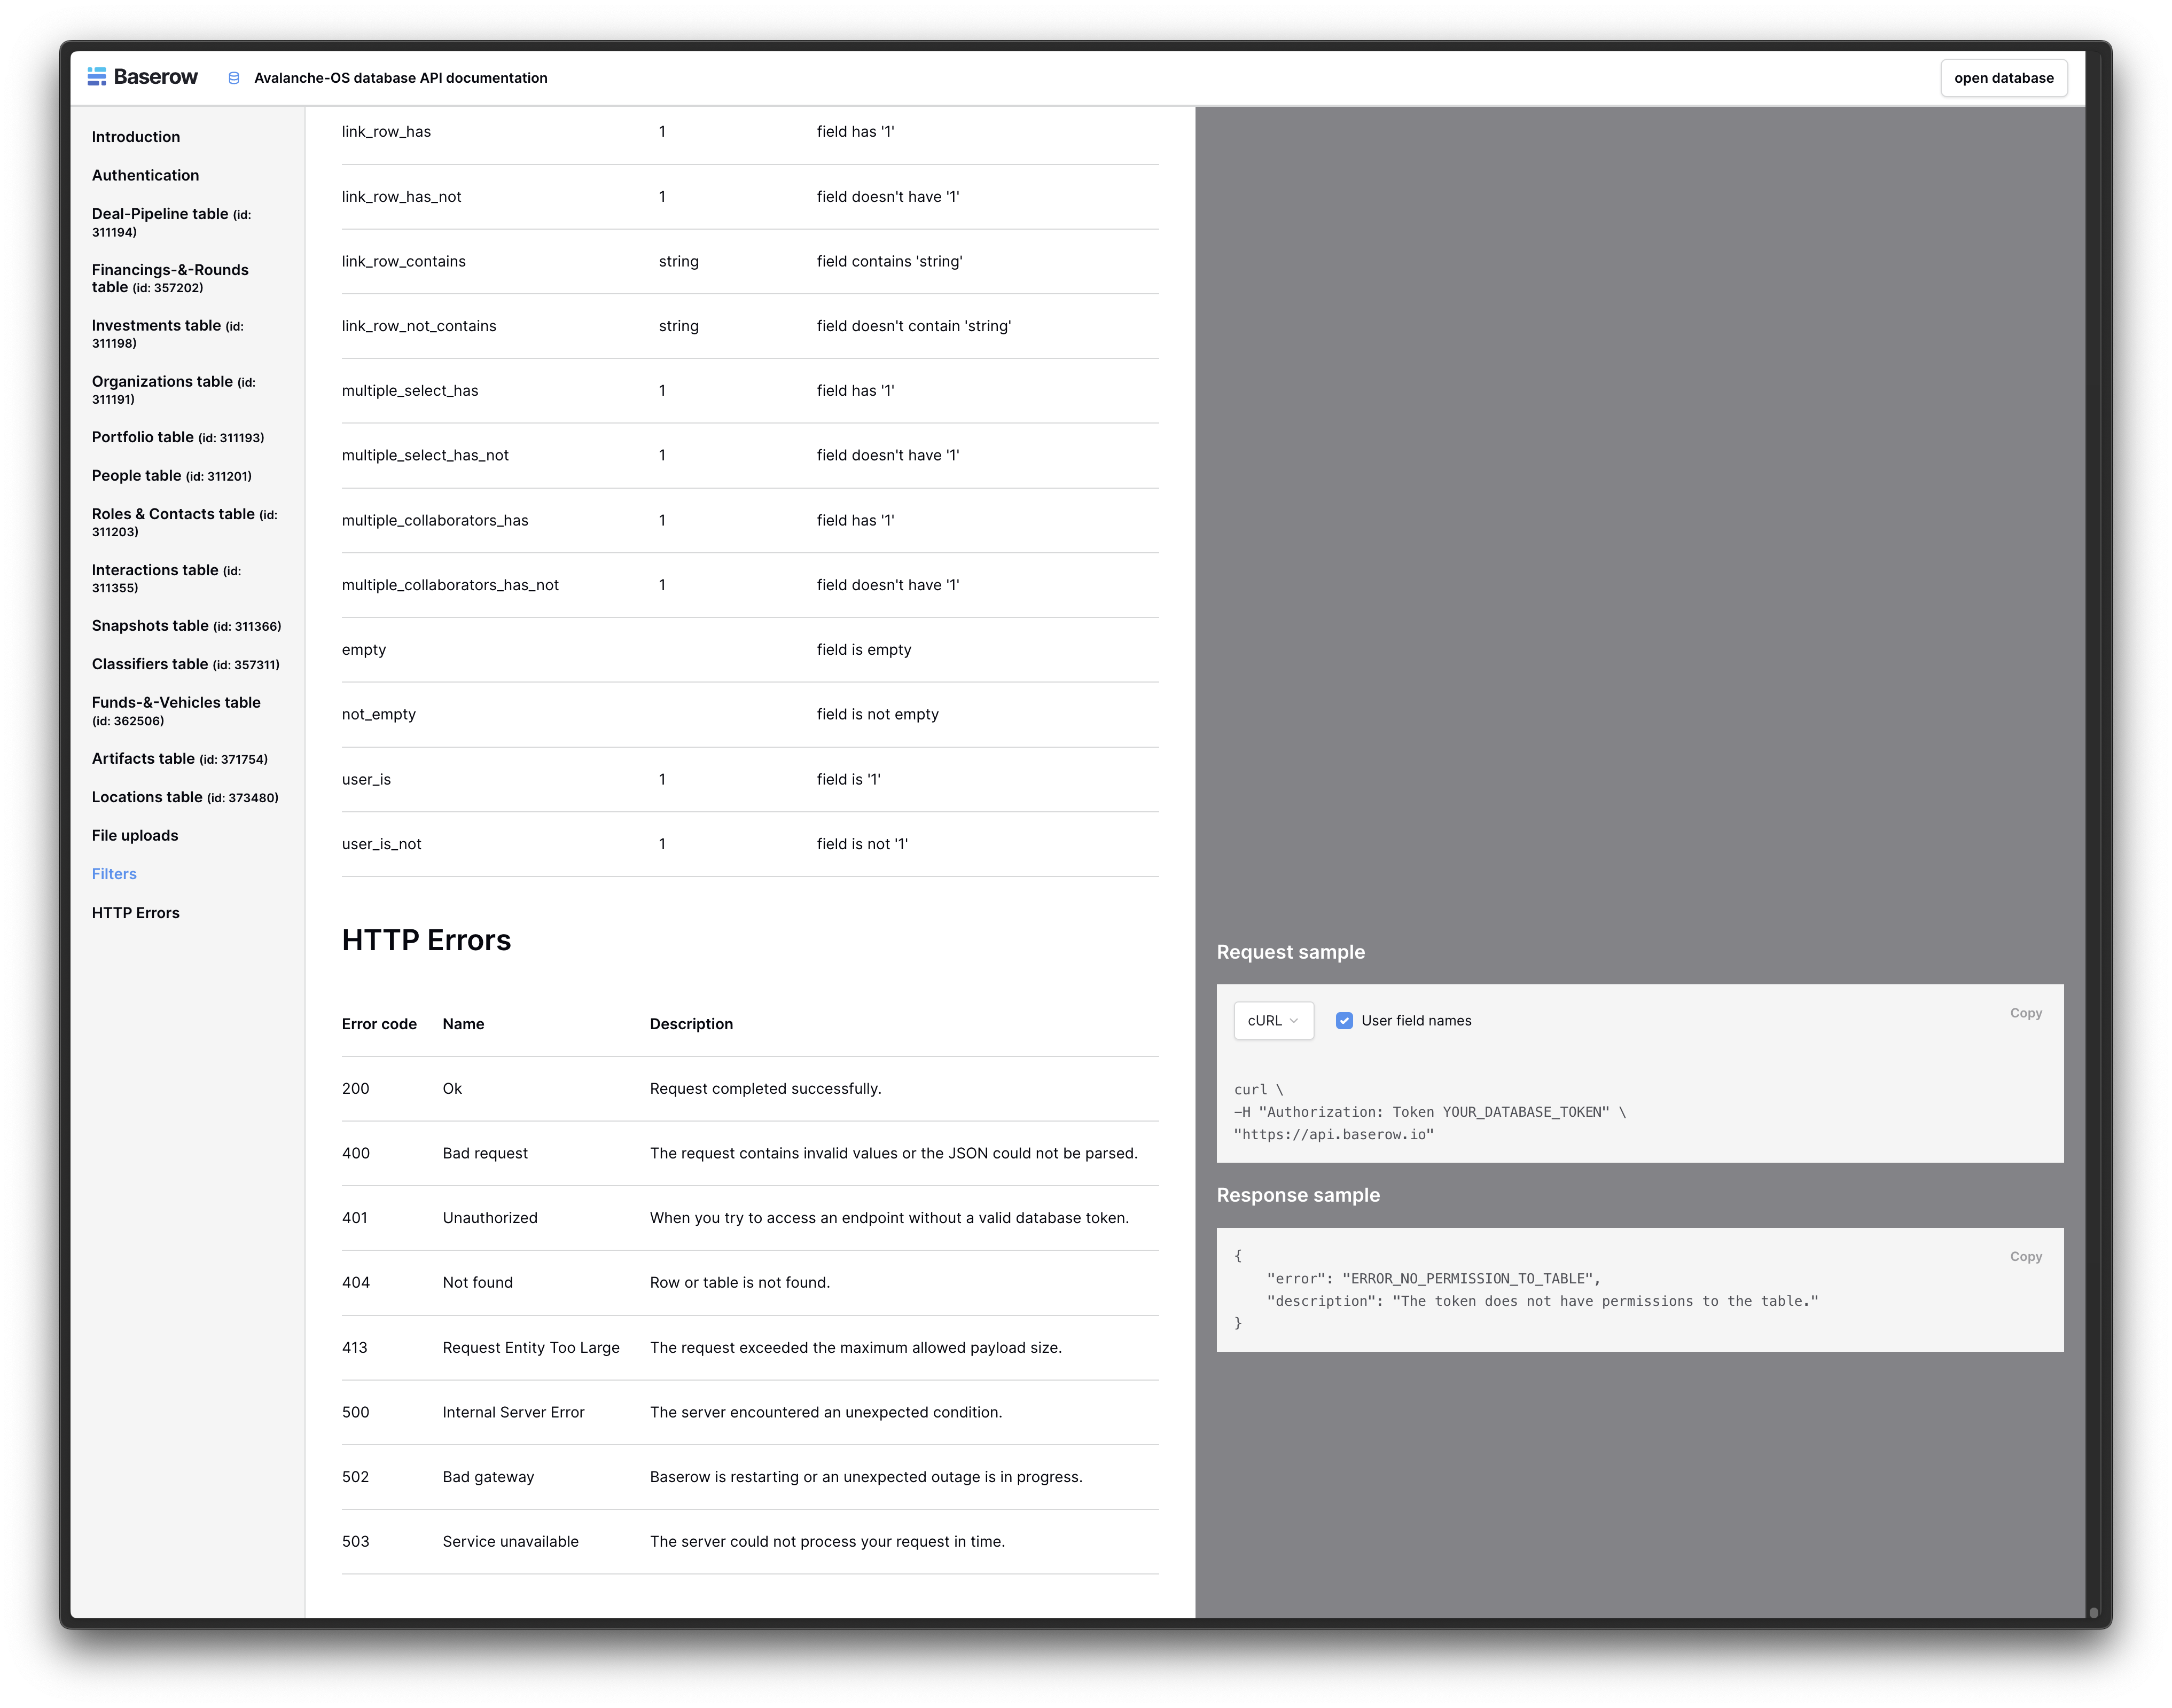 Baserow
Avalanche-OS database API documentation
open database
Introduction
Authentication
Deal-Pipeline table (id:
311194)
Financings-&-Rounds
table (id: 357202)
Investments table (id:
311198)
Organizations table (id:
311191)
Portfolio table (id: 311193)
People table (id: 311201)
Roles & Contacts table (id:
311203)
Interactions table (id:
311355)
Snapshots table (id: 311366)
Classifiers table (id: 357311)
Funds-&-Vehicles table
(id: 362506)
Artifacts table (id: 371754)
Locations table (id: 373480)
File uploads
Filters
HTTP Errors
link_row_has 1 field has '1'
link_row_has_not 1 field doesn't have '1'
link_row_contains string field contains 'string'
link_row_not_contains string field doesn't contain 'string'
multiple_select_has 1 field has '1'
multiple_select_has_not 1 field doesn't have '1'
multiple_collaborators_has 1 field has '1'
multiple_collaborators_has_not 1 field doesn't have '1'
empty field is empty
not_empty field is not empty
user_is 1 field is '1'
user_is_not 1 field is not '1'
HTTP Errors
Error code Name Description
200 Ok Request completed successfully.
400 Bad request The request contains invalid values or the JSON could not be parsed.
401 Unauthorized When you try to access an endpoint without a valid database token.
404 Not found Row or table is not found.
413 Request Entity Too Large The request exceeded the maximum allowed payload size.
500 Internal Server Error The server encountered an unexpected condition.
502 Bad gateway Baserow is restarting or an unexpected outage is in progress.
503 Service unavailable The server could not process your request in time.
Request sample
cURL User field names Copy
curl \
-H "Authorization: Token YOUR_DATABASE_TOKEN" \
"https://api.baserow.io"
Response sample
{ Copy
"error": "ERROR_NO_PERMISSION_TO_TABLE",
"description": "The token does not have permissions to the table."
}